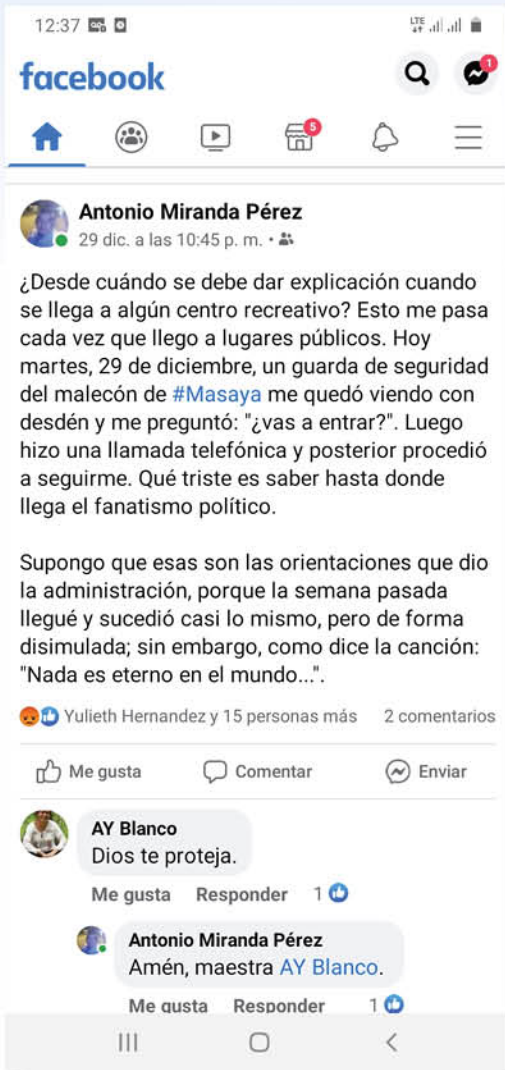 12:37
LTE
facebook
1
5
Antonio Miranda Pérez
29 dic. a las 10:45 p. m. •
¿Desde cuándo se debe dar explicación cuando
se llega a algún centro recreativo? Esto me pasa
cada vez que llego a lugares públicos. Hoy
martes, 29 de diciembre, un guarda de seguridad
del malecón de #Masaya me quedó viendo con
desdén y me preguntó: "¿vas a entrar?". Luego
hizo una llamada telefónica y posterior procedió
a seguirme. Qué triste es saber hasta donde
llega el fanatismo político.
Supongo que esas son las orientaciones que dio
la administración, porque la semana pasada
llegué y sucedió casi lo mismo, pero de forma
disimulada; sin embargo, como dice la canción:
"Nada es eterno en el mundo...".
Yulieth Hernandez y 15 personas más 2 comentarios
Me gusta Comentar Enviar
AY Blanco
Dios te proteja.
Me gusta Responder 1
Antonio Miranda Pérez
Amén, maestra AY Blanco.
Me gusta Responder 1